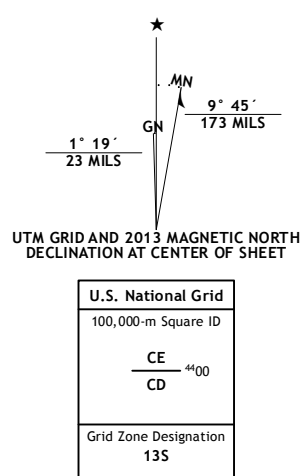 ★
MN
GN
9° 45´
173 MILS
1° 19´
23 MILS
UTM GRID AND 2013 MAGNETIC NORTH
DECLINATION AT CENTER OF SHEET
U.S. National Grid
100,000-m Square ID
CE
4400
CD
Grid Zone Designation
13S